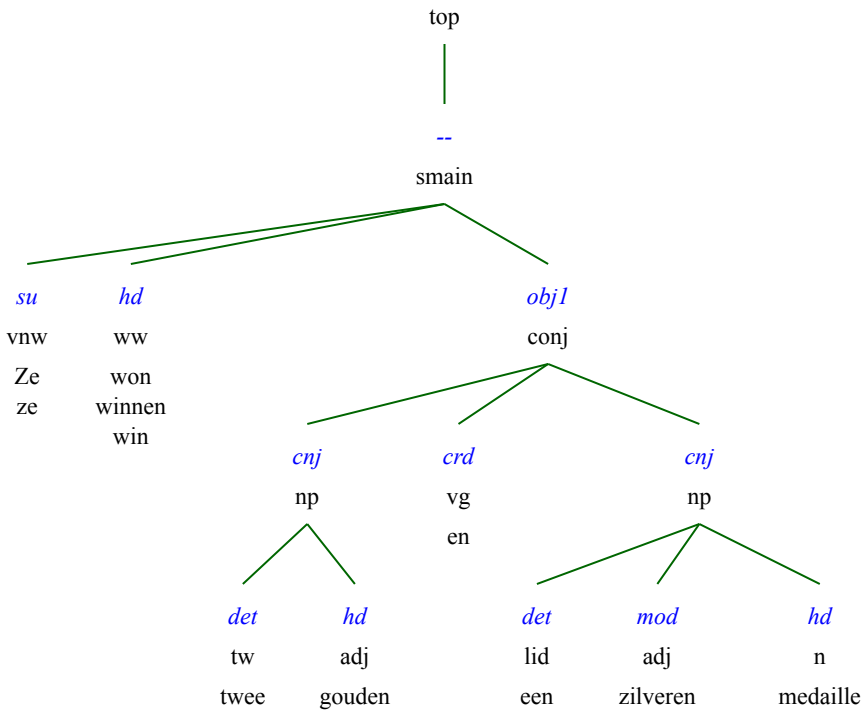 top
--
smain
su hd obj1
vnw ww conj
Ze won
ze winnen
win
cnj crd cnj
np vg np
en
det hd det mod hd
tw adj lid adj n
twee gouden een zilveren medaille